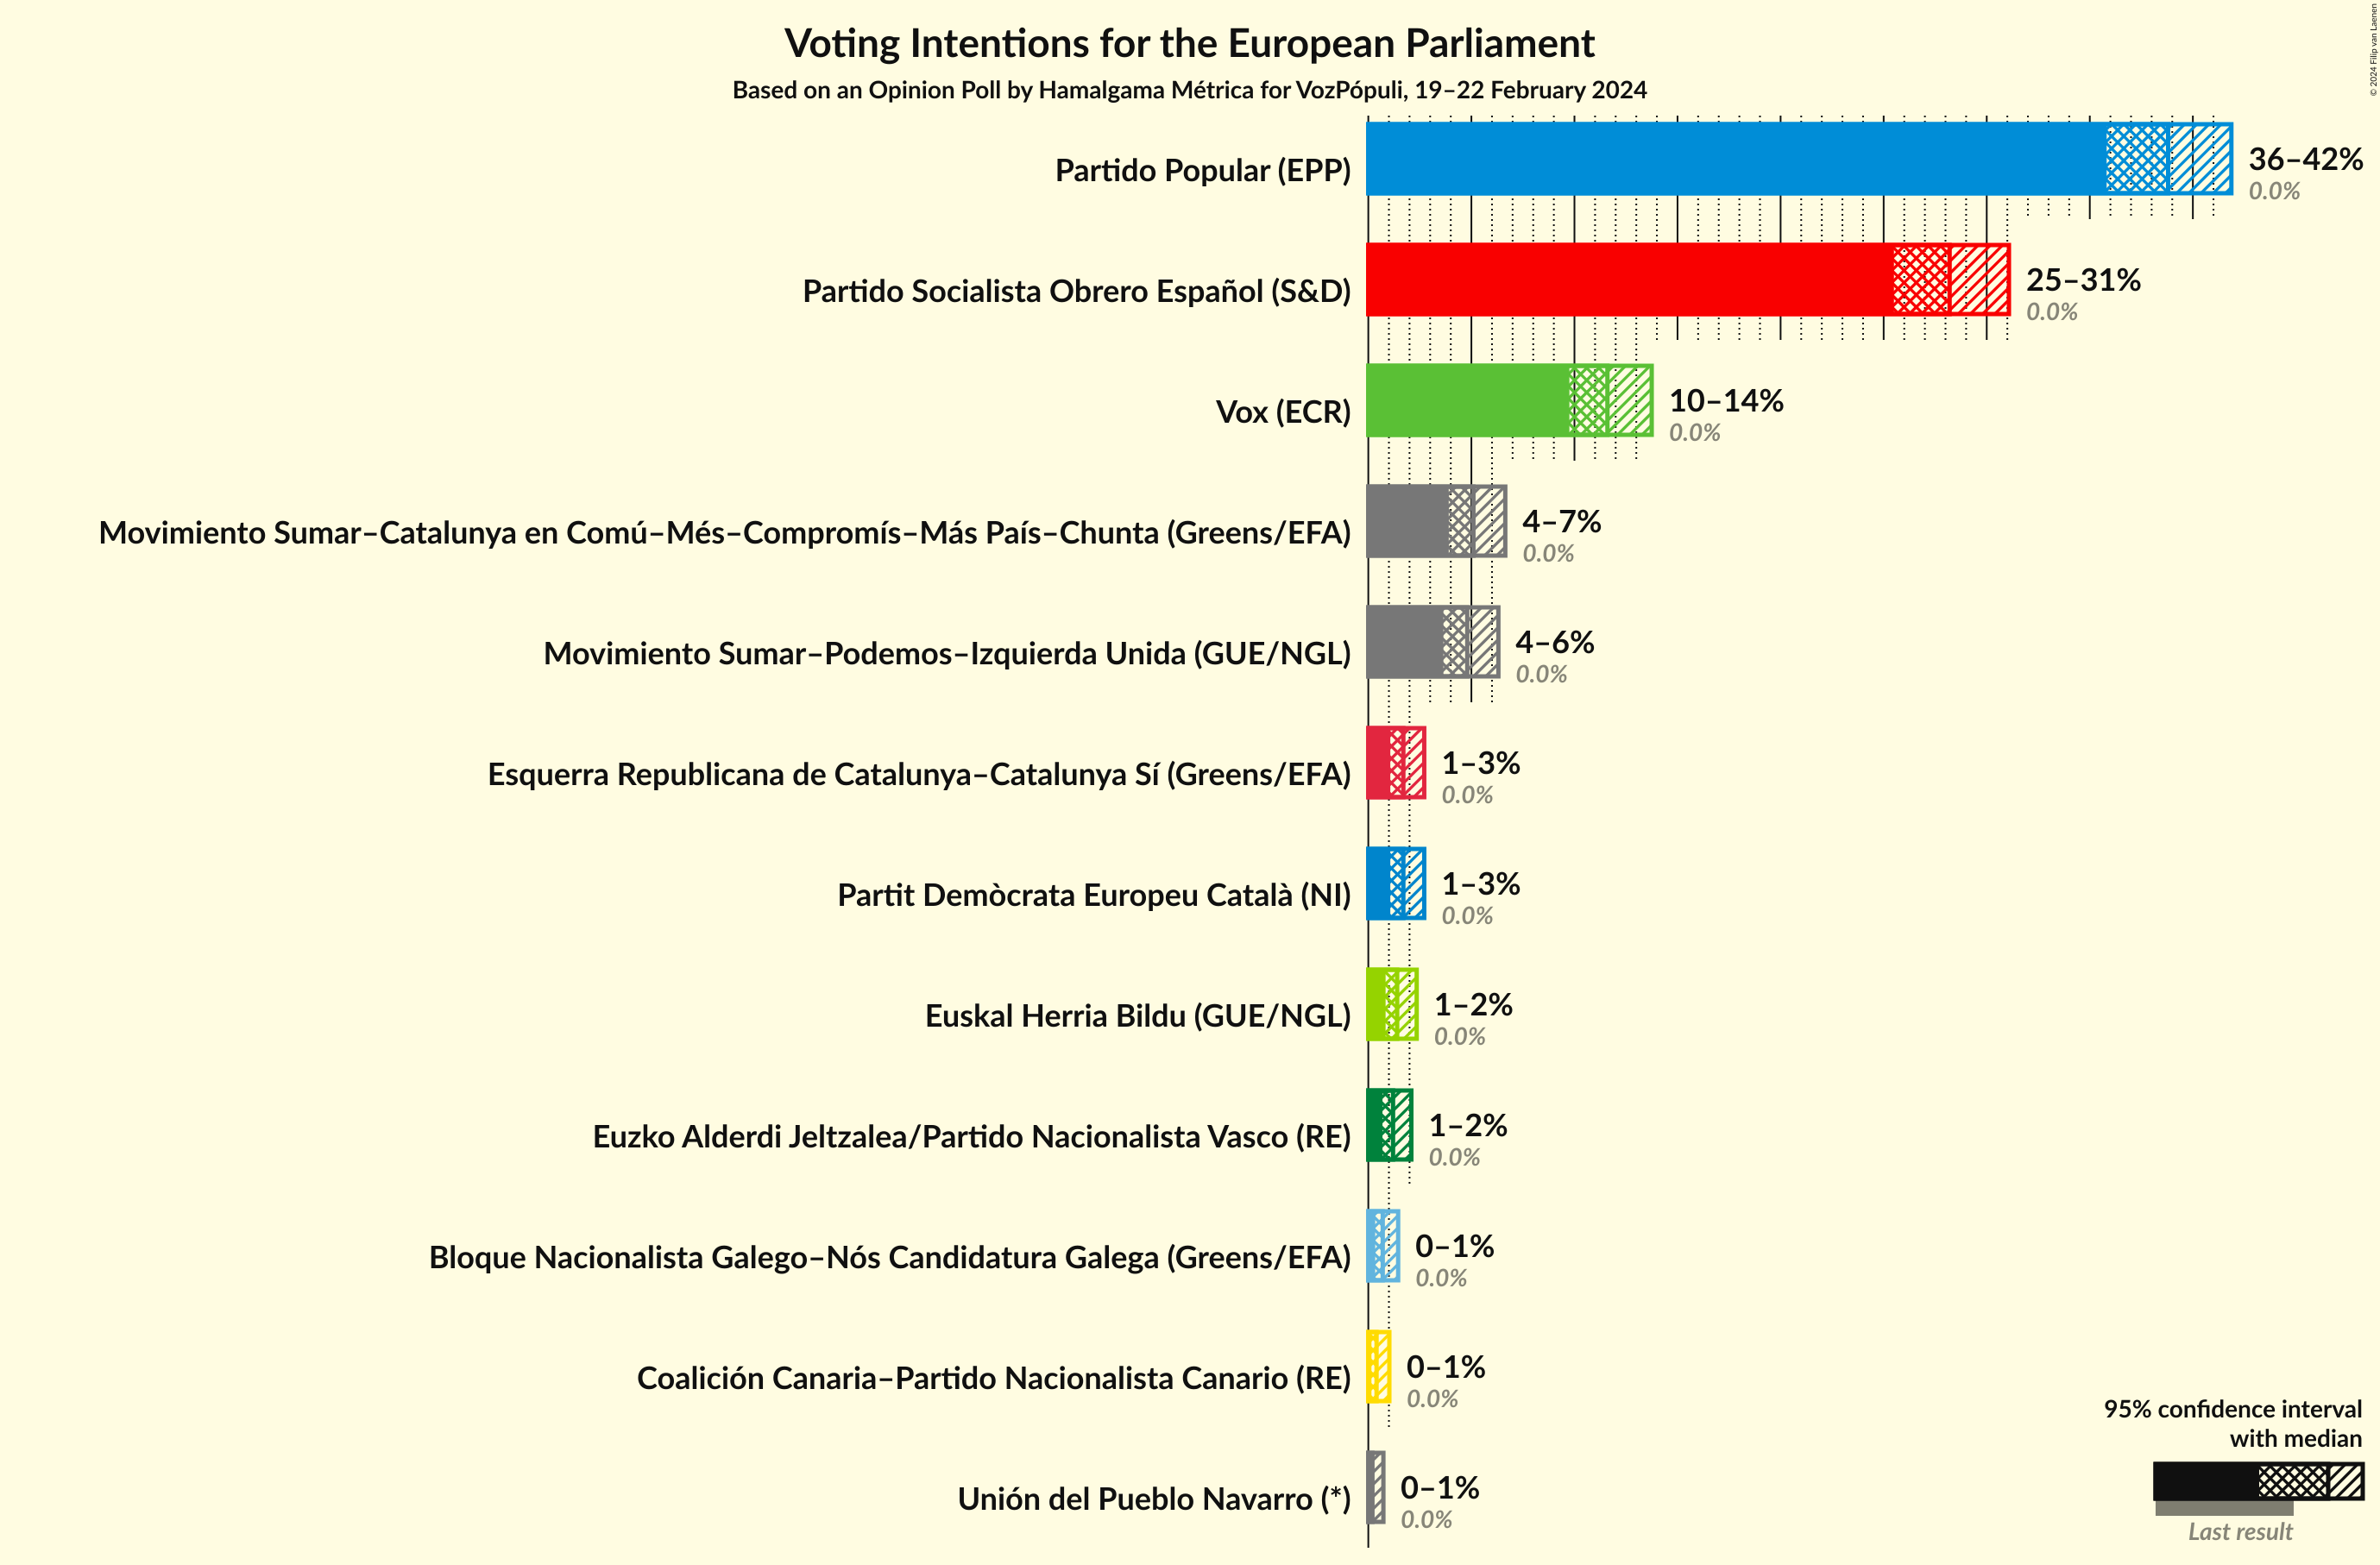 Voting Intentions for the European Parliament
Based on an Opinion Poll by Hamalgama Métrica for VozPópuli, 19–22 February 2024
© 2024 Filip van Laenen
Partido Popular (EPP)
36–42%
0.0%
Partido Socialista Obrero Español (S&D)
25–31%
0.0%
Vox (ECR)
10–14%
0.0%
Movimiento Sumar–Catalunya en Comú–Més–Compromís–Más País–Chunta (Greens/EFA)
4–7%
0.0%
Movimiento Sumar–Podemos–Izquierda Unida (GUE/NGL)
4–6%
0.0%
Esquerra Republicana de Catalunya–Catalunya Sí (Greens/EFA)
1–3%
0.0%
Partit Demòcrata Europeu Català (NI)
1–3%
0.0%
Euskal Herria Bildu (GUE/NGL)
1–2%
0.0%
Euzko Alderdi Jeltzalea/Partido Nacionalista Vasco (RE)
1–2%
0.0%
Bloque Nacionalista Galego–Nós Candidatura Galega (Greens/EFA)
0–1%
0.0%
Coalición Canaria–Partido Nacionalista Canario (RE)
0–1%
0.0%
Unión del Pueblo Navarro (*)
0–1%
0.0%
95% confidence interval
with median
Last result